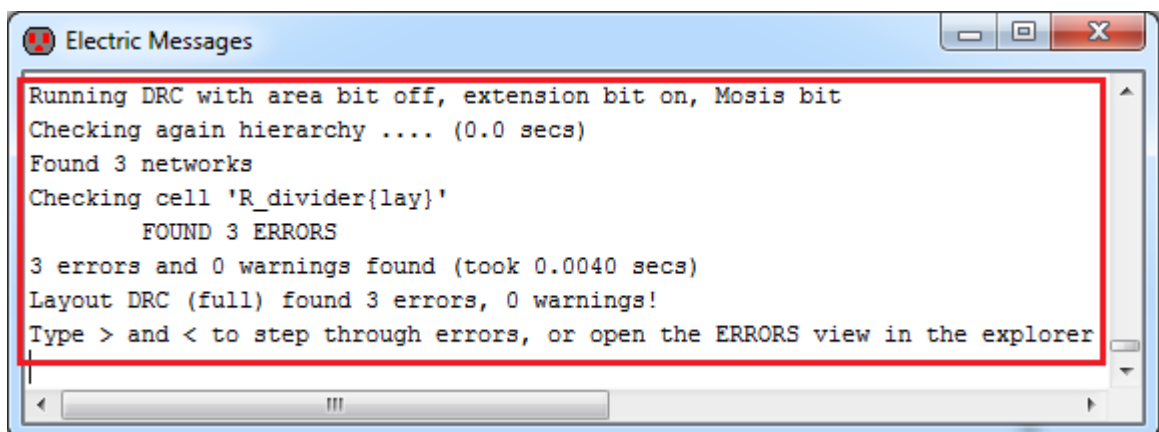 Electric Messages
Running DRC with area bit off, extension bit on, Mosis bit
Checking again hierarchy .... (0.0 secs)
Found 3 networks
Checking cell 'R_divider{lay}'
FOUND 3 ERRORS
3 errors and 0 warnings found (took 0.0040 secs)
Layout DRC (full) found 3 errors, 0 warnings!
Type > and < to step through errors, or open the ERRORS view in the explorer